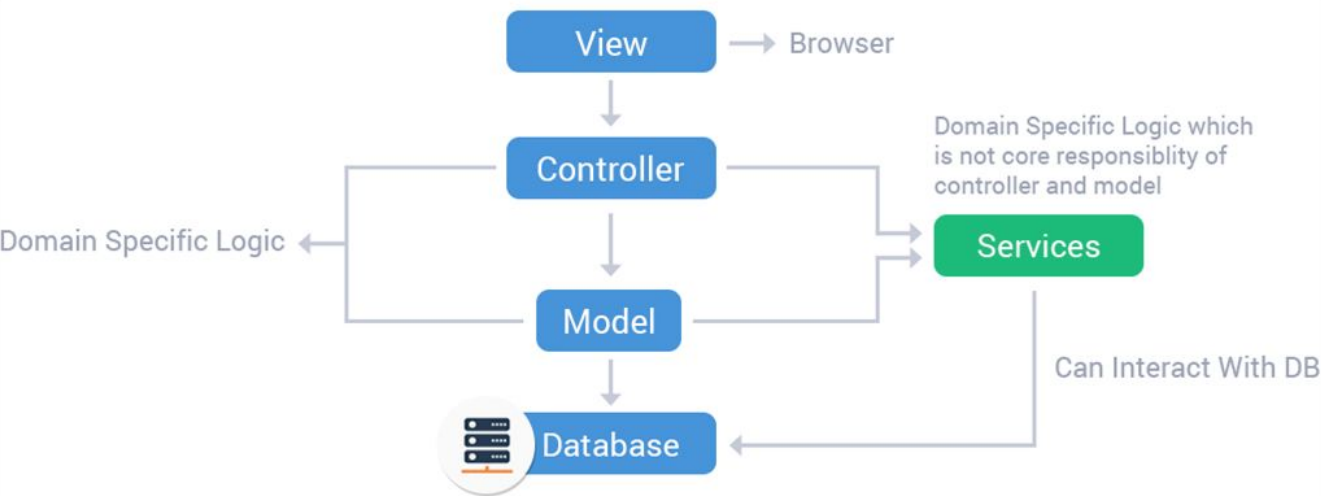 View
Browser
Domain Specific Logic which
is not core responsiblity of
controller and model
Controller
Domain Specific Logic
Services
Model
Can Interact With DB
Database